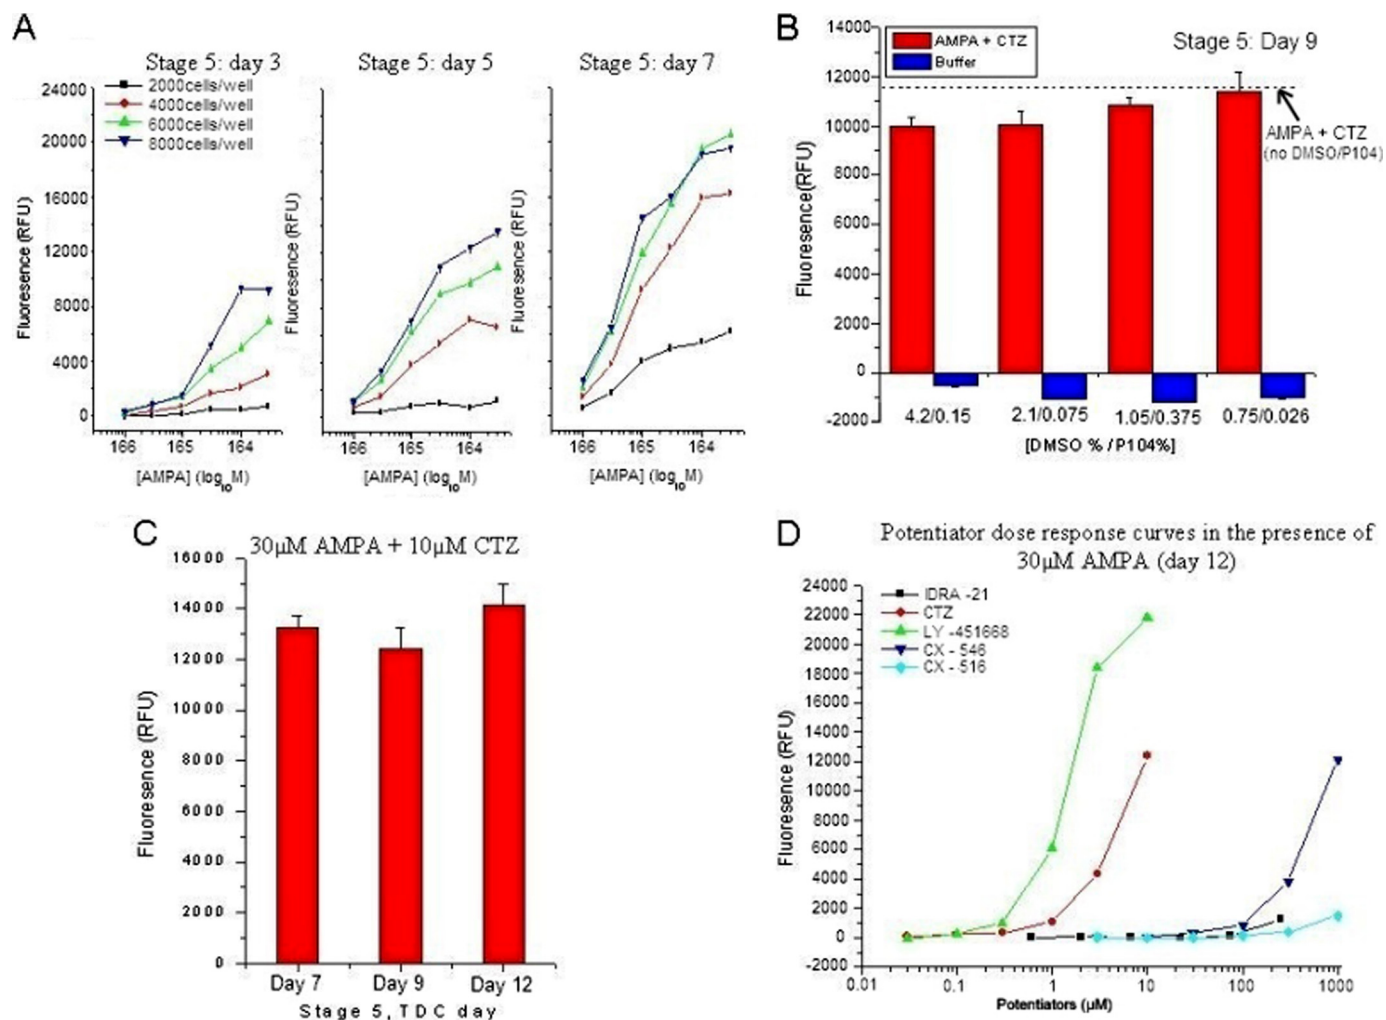 A
Stage 5: day 3
Stage 5: day 5
Stage 5: day 7
2000cells/well
4000cells/well
6000cells/well
8000cells/well
24000
20000
16000
12000
8000
4000
0
Fluoresence (RFU)
Fluoresence (RFU)
Fluoresence (RFU)
166 165 164
166 165 164
166 165 164
[AMPA] (log10M)
[AMPA] (log10M)
[AMPA] (log10M)
B
Stage 5: Day 9
AMPA + CTZ
Buffer
AMPA + CTZ
(no DMSO/P104)
14000
12000
10000
8000
6000
4000
2000
0
-2000
Fluoresence(RFU)
4.2/0.15 2.1/0.075 1.05/0.375 0.75/0.026
[DMSO % / P104%]
C
30µM AMPA + 10µM CTZ
16000
14000
12000
10000
8000
6000
4000
2000
0
Fluoresence (RFU)
Day 7 Day 9 Day 12
Stage 5, TDC day
D
Potentiator dose response curves in the presence of
30µM AMPA (day 12)
IDRA -21
CTZ
LY -451668
CX - 546
CX - 516
24000
22000
20000
18000
16000
14000
12000
10000
8000
6000
4000
2000
0
-2000
Fluoresence (RFU)
0.01 0.1 1 10 100 1000
Potentiators (µM)